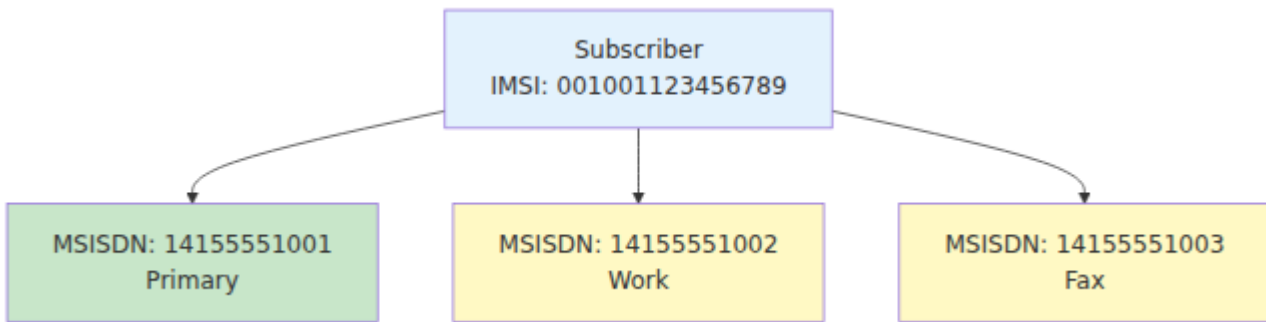 Subscriber
IMSI: 001001123456789
MSISDN: 14155551001
Primary
MSISDN: 14155551002
Work
MSISDN: 14155551003
Fax